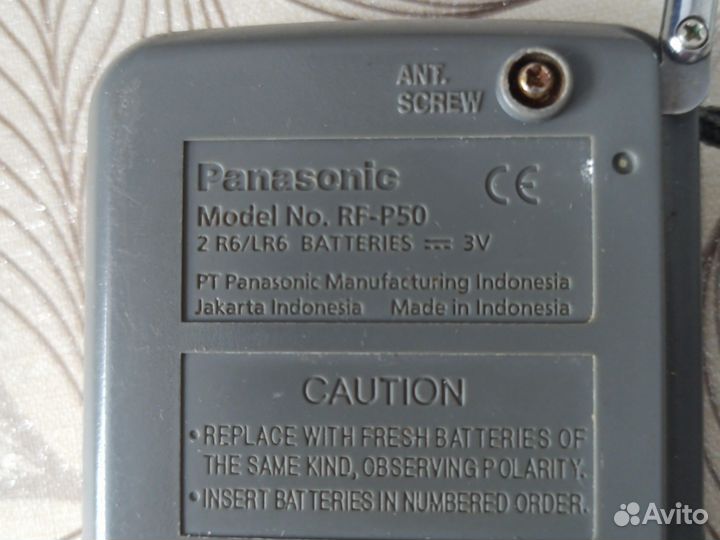 ANT.
SCREW
Panasonic CE
Model No. RF-P50
2 R6/LR6 BATTERIES ⎓ 3V
PT Panasonic Manufacturing Indonesia
Jakarta Indonesia Made in Indonesia
CAUTION
•REPLACE WITH FRESH BATTERIES OF
THE SAME KIND, OBSERVING POLARITY.
•INSERT BATTERIES IN NUMBERED ORDER.
Avito